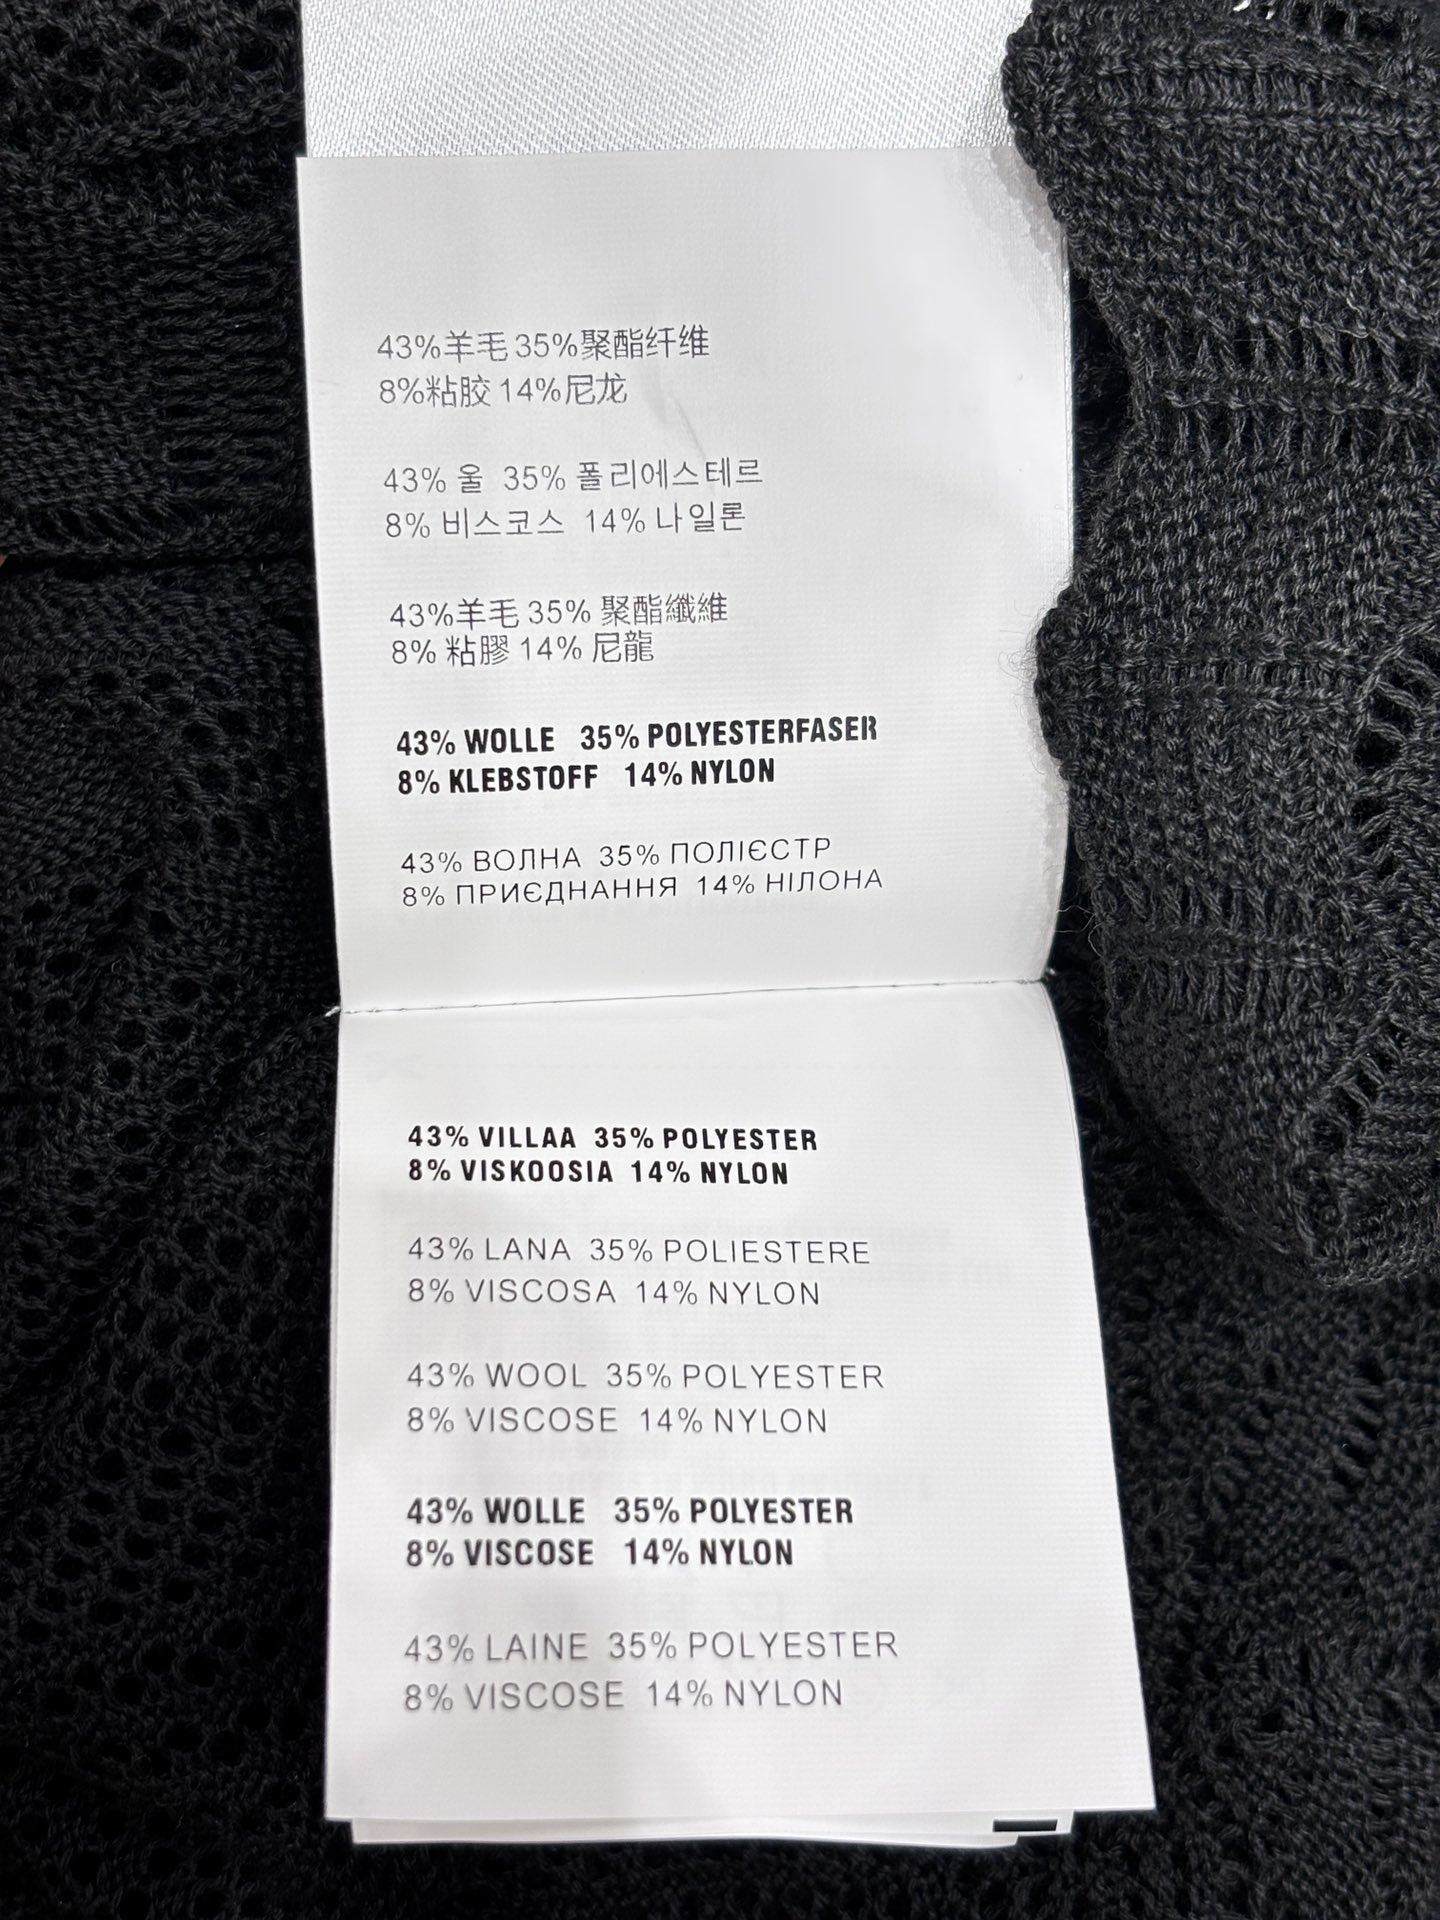 43%羊毛 35%聚酯纤维
8%粘胶 14%尼龙
43% 울 35% 폴리에스테르
8% 비스코스 14% 나일론
43%羊毛 35% 聚酯纖維
8% 粘膠 14% 尼龍
43% WOLLE 35% POLYESTERFASER
8% KLEBSTOFF 14% NYLON
43% ВОЛНА 35% ПОЛІЄСТР
8% ПРИЄДНАННЯ 14% НІЛОНА
43% VILLAA 35% POLYESTER
8% VISKOOSIA 14% NYLON
43% LANA 35% POLIESTERE
8% VISCOSA 14% NYLON
43% WOOL 35% POLYESTER
8% VISCOSE 14% NYLON
43% WOLLE 35% POLYESTER
8% VISCOSE 14% NYLON
43% LAINE 35% POLYESTER
8% VISCOSE 14% NYLON